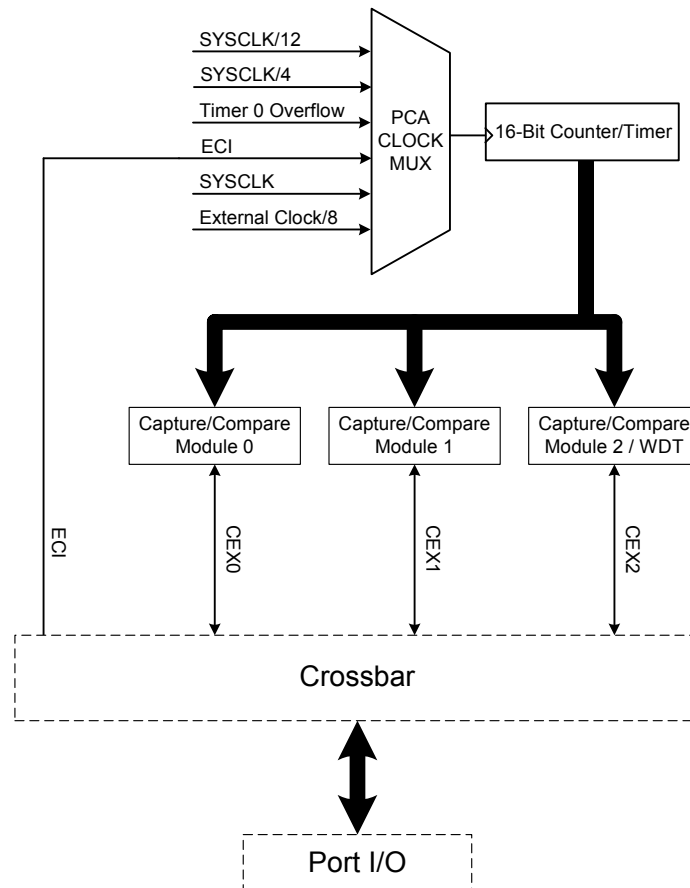 SYSCLK/12
SYSCLK/4
Timer 0 Overflow
ECI
SYSCLK
External Clock/8
PCA
CLOCK
MUX
16-Bit Counter/Timer
Capture/Compare
Module 0
Capture/Compare
Module 1
Capture/Compare
Module 2 / WDT
ECI
CEX0
CEX1
CEX2
Crossbar
Port I/O